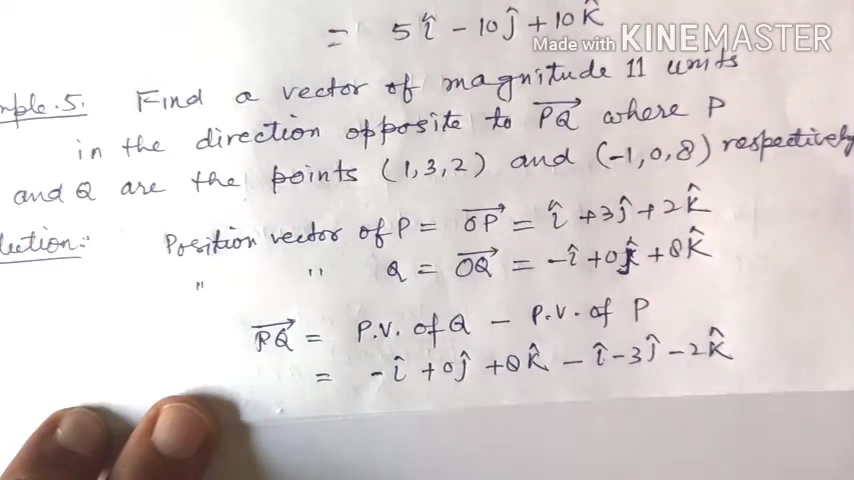 = 5î - 10ĵ + 10k̂
Made with KINEMASTER
mple.5. Find a vector of magnitude 11 units
in the direction opposite to PQ⃗ where P
and Q are the points (1,3,2) and (-1,0,8) respectively
lution:- Position vector of P = OP⃗ = î + 3ĵ + 2k̂
" " Q = OQ⃗ = -î + 0ĵ + 8k̂
PQ⃗ = P.V. of Q - P.V. of P
= -î + 0ĵ + 8k̂ - î - 3ĵ - 2k̂